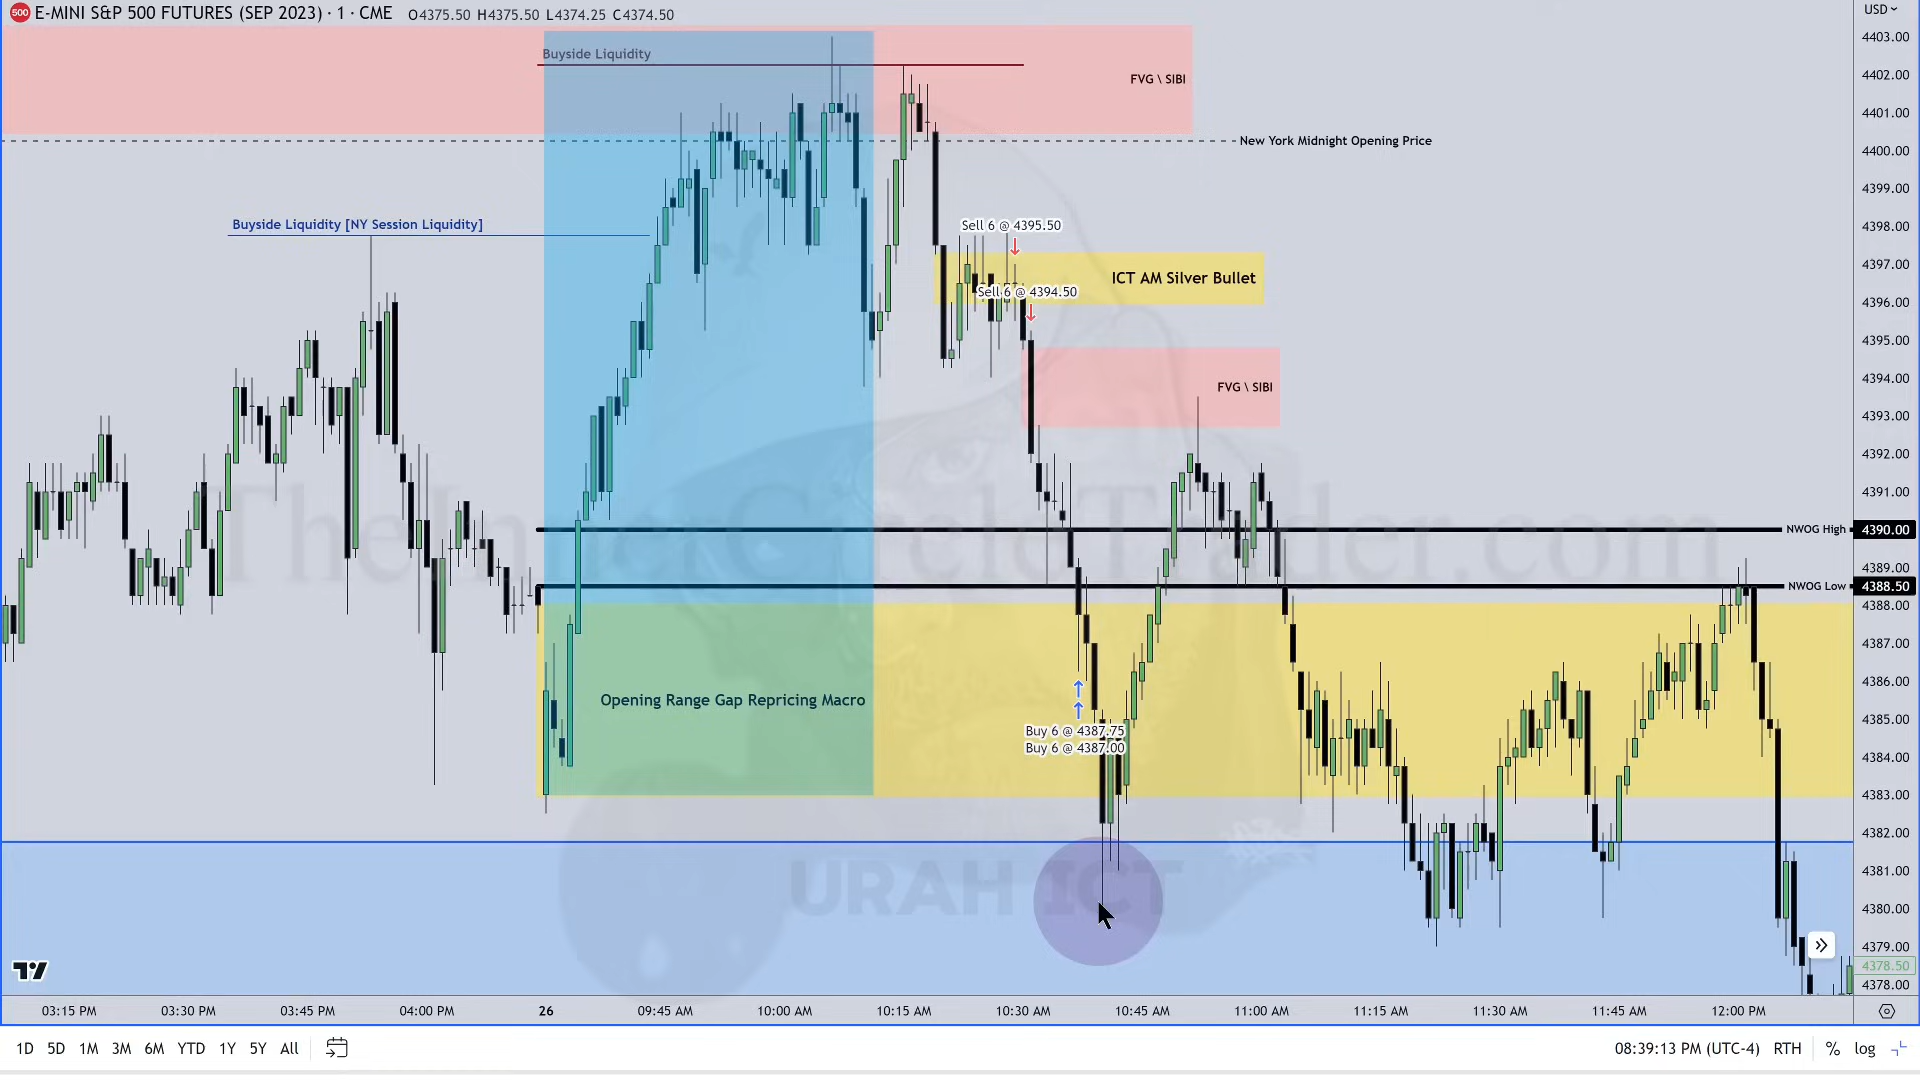 500 E-MINI S&P 500 FUTURES (SEP 2023) · 1 · CME O4375.50 H4375.50 L4374.25 C4374.50
USD
Buyside Liquidity
FVG \ SIBI
New York Midnight Opening Price
Buyside Liquidity [NY Session Liquidity]
Sell 6 @ 4395.50
ICT AM Silver Bullet
Sell 6 @ 4394.50
FVG \ SIBI
TheInnerCircleTrader.com
NWOG High 4390.00
NWOG Low 4388.50
Opening Range Gap Repricing Macro
Buy 6 @ 4387.75
Buy 6 @ 4387.00
URAH ICT
4403.00
4402.00
4401.00
4400.00
4399.00
4398.00
4397.00
4396.00
4395.00
4394.00
4393.00
4392.00
4391.00
4389.00
4388.00
4387.00
4386.00
4385.00
4384.00
4383.00
4382.00
4381.00
4380.00
4379.00
4378.50
4378.00
03:15 PM 03:30 PM 03:45 PM 04:00 PM 26 09:45 AM 10:00 AM 10:15 AM 10:30 AM 10:45 AM 11:00 AM 11:15 AM 11:30 AM 11:45 AM 12:00 PM
1D 5D 1M 3M 6M YTD 1Y 5Y All 08:39:13 PM (UTC-4) RTH % log